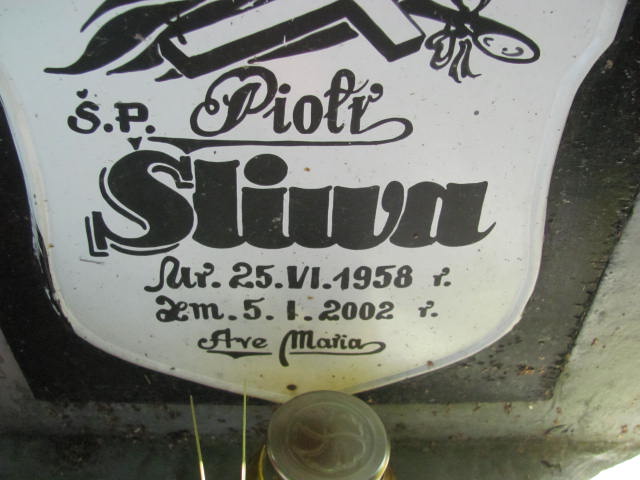 Ś.P. Piotr
Śliwa
Ur. 25.VI.1958 r.
Zm. 5. I. 2002 r.
Ave Maria